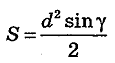 S = d² sin γ / 2